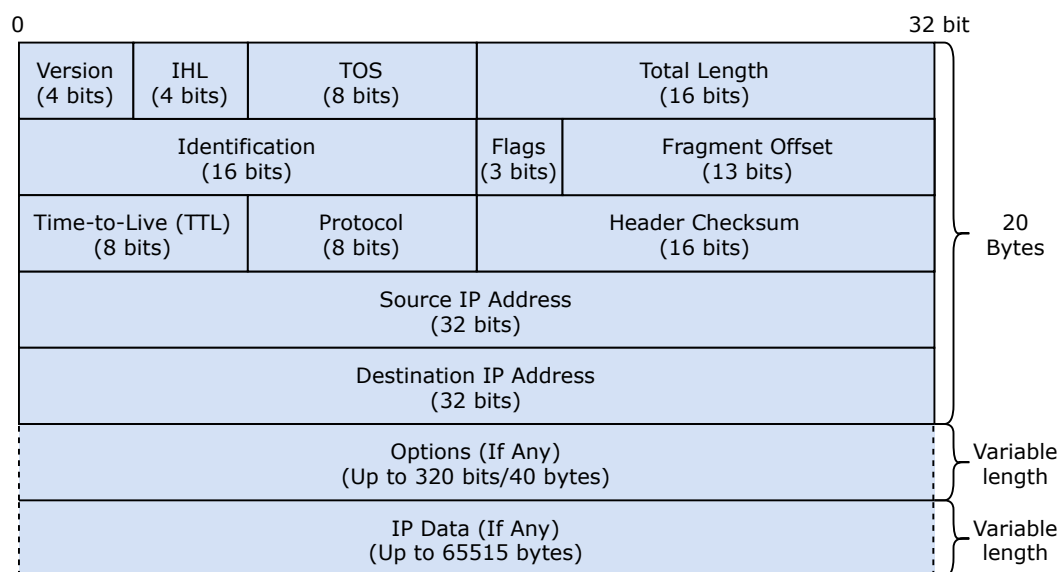 0
32 bit
Version
(4 bits)
IHL
(4 bits)
TOS
(8 bits)
Total Length
(16 bits)
Identification
(16 bits)
Flags
(3 bits)
Fragment Offset
(13 bits)
Time-to-Live (TTL)
(8 bits)
Protocol
(8 bits)
Header Checksum
(16 bits)
20
Bytes
Source IP Address
(32 bits)
Destination IP Address
(32 bits)
Options (If Any)
(Up to 320 bits/40 bytes)
Variable
length
IP Data (If Any)
(Up to 65515 bytes)
Variable
length